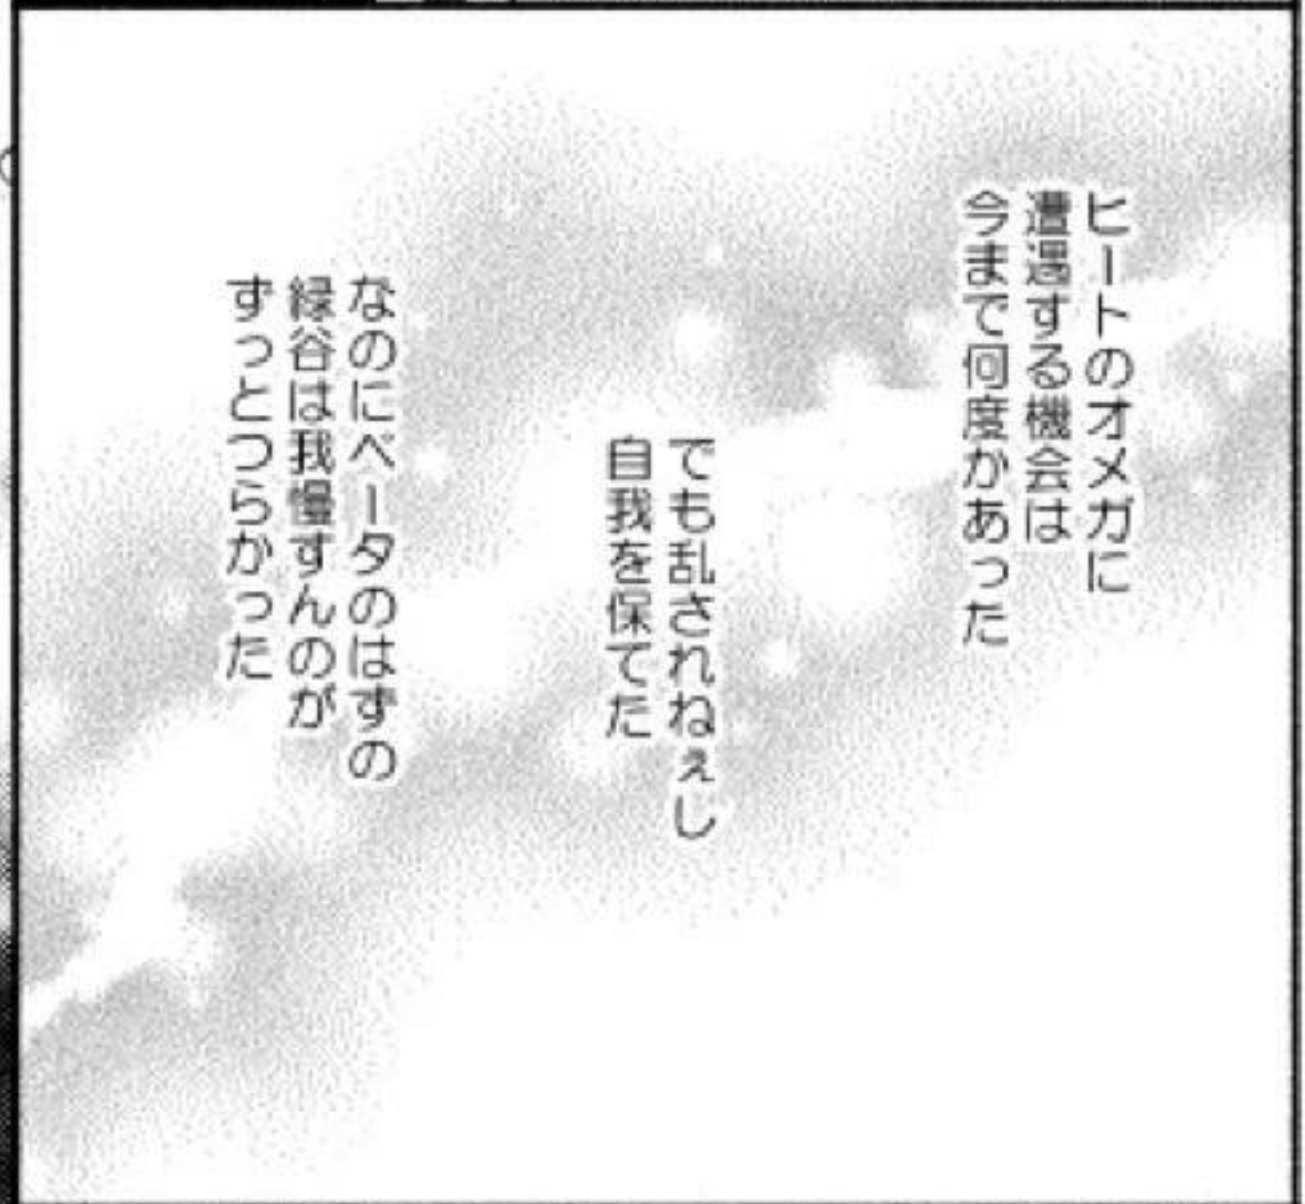 ヒートのオメガに
遭遇する機会は
今まで何度かあった
でも乱されねぇし
自我を保てた
なのにベータのはずの
緑谷は我慢すんのが
ずっとつらかった